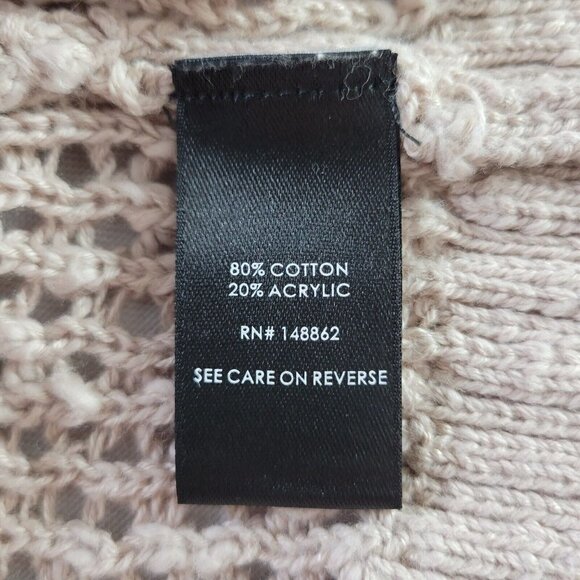 80% COTTON
20% ACRYLIC
RN# 148862
SEE CARE ON REVERSE